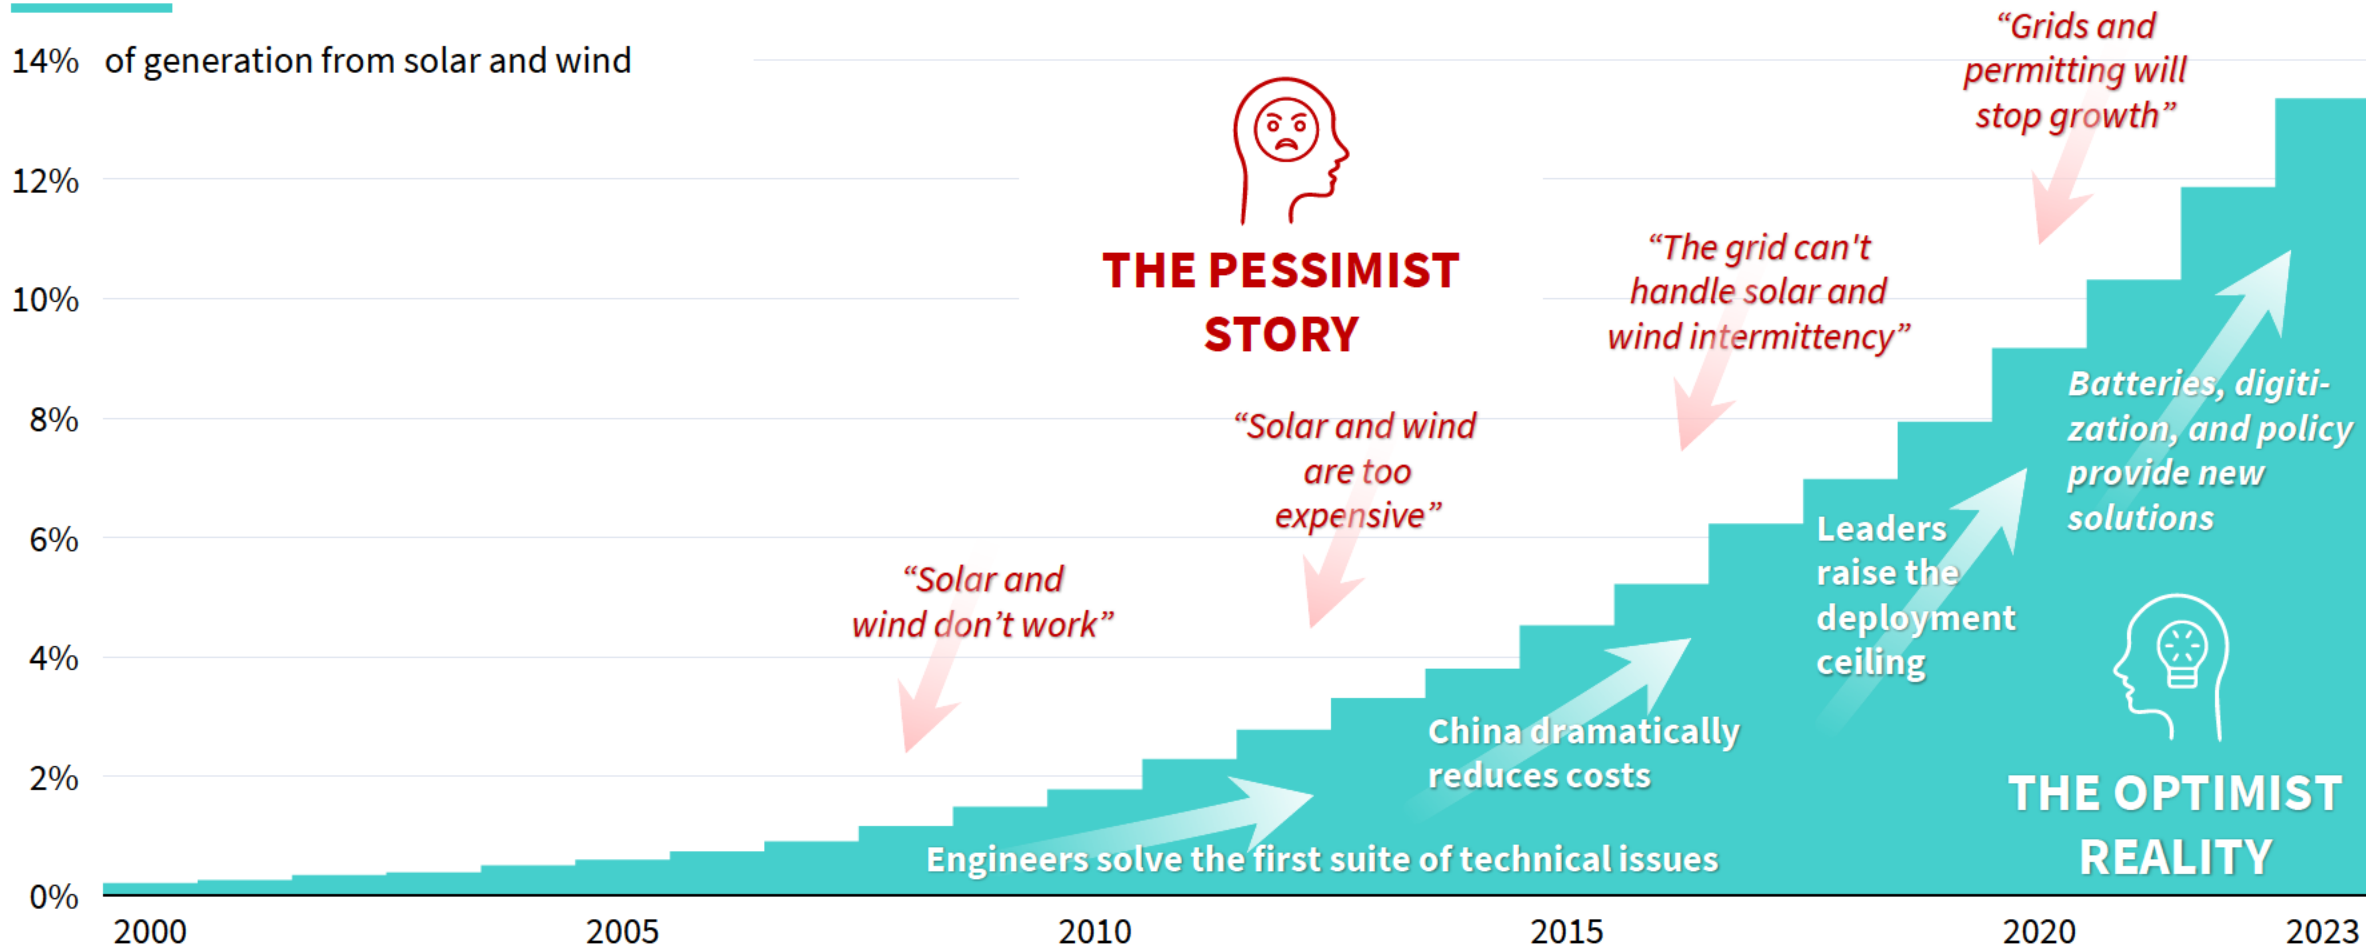 14% of generation from solar and wind
12%
10%
8%
6%
4%
2%
0%
2000
2005
2010
2015
2020
2023
THE PESSIMIST
STORY
“Solar and
wind don’t work”
“Solar and wind
are too
expensive”
“The grid can't
handle solar and
wind intermittency”
“Grids and
permitting will
stop growth”
Engineers solve the first suite of technical issues
China dramatically
reduces costs
Leaders
raise the
deployment
ceiling
Batteries, digiti-
zation, and policy
provide new
solutions
THE OPTIMIST
REALITY